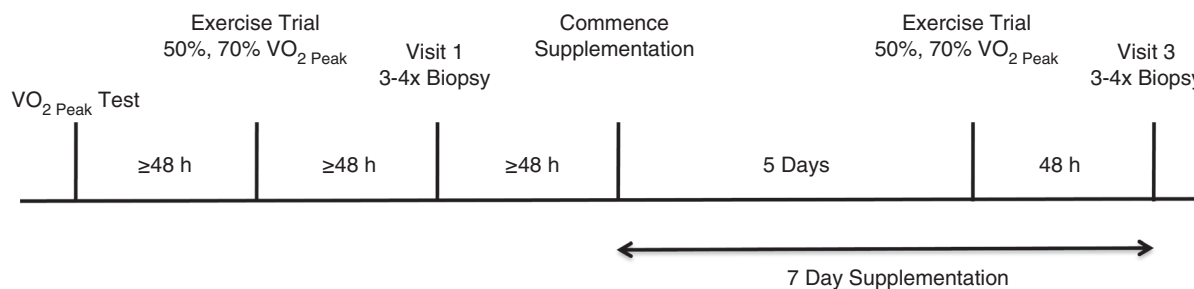 Exercise Trial
50%, 70% VO2 Peak
Commence
Supplementation
Exercise Trial
50%, 70% VO2 Peak
Visit 1
3-4x Biopsy
Visit 3
3-4x Biopsy
VO2 Peak Test
≥48 h
≥48 h
≥48 h
5 Days
48 h
7 Day Supplementation